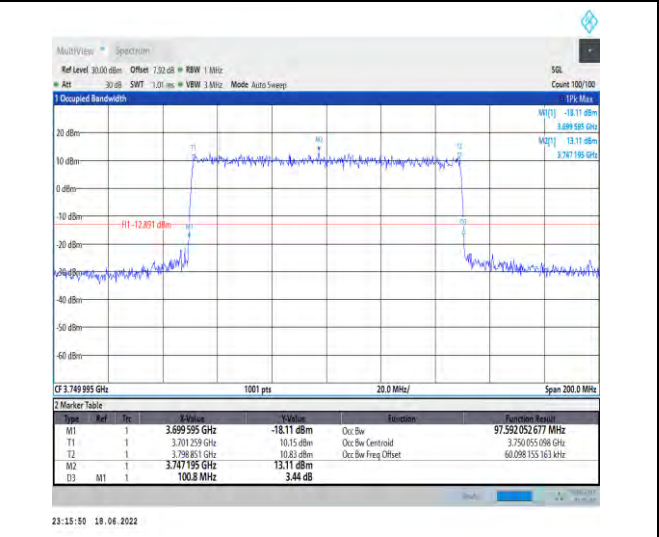 MultiView Spectrum
Ref Level 30.00 dBm Offset 7.92 dB RBW 1 MHz SGL
Att 30 dB SWT 1.01 ms VBW 3 MHz Mode Auto Sweep Count 100/100
1 Occupied Bandwidth 1Pk Max
M1[1] -18.11 dBm
3.699 595 GHz
20 dBm M2[1] 13.11 dBm
3.747 195 GHz
T1 M2 T2
10 dBm
0 dBm
-10 dBm
H1 -12.891 dBm M1 D3
-20 dBm
-30 dBm
-40 dBm
-50 dBm
-60 dBm
CF 3.749 995 GHz 1001 pts 20.0 MHz/ Span 200.0 MHz
2 Marker Table
Type Ref Trc X-Value Y-Value Function Function Result
M1 1 3.699 595 GHz -18.11 dBm Occ Bw 97.592 052 677 MHz
T1 1 3.701 259 GHz 10.15 dBm Occ Bw Centroid 3.750 055 098 GHz
T2 1 3.798 851 GHz 10.83 dBm Occ Bw Freq Offset 60.098 155 163 kHz
M2 1 3.747 195 GHz 13.11 dBm
D3 M1 1 100.8 MHz 3.44 dB
23:15:50 18.06.2022